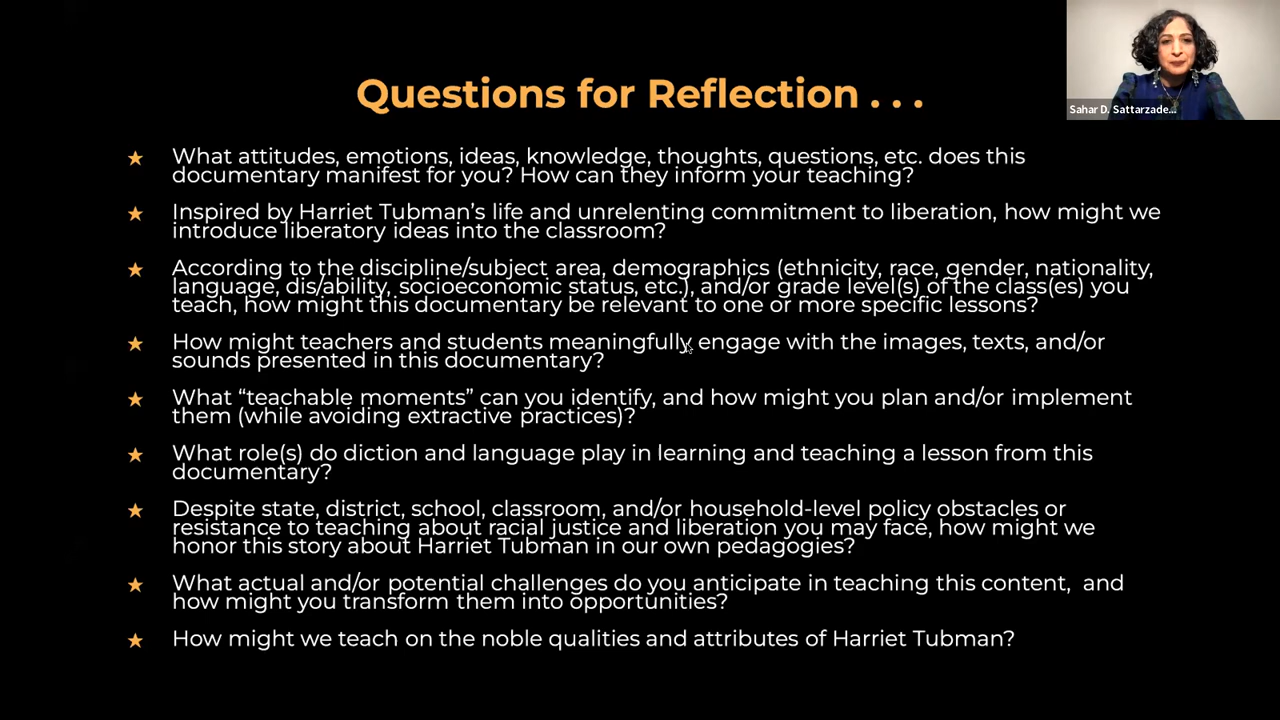 Questions for Reflection . . .
Sahar D. Sattarzade...
★ What attitudes, emotions, ideas, knowledge, thoughts, questions, etc. does this
documentary manifest for you? How can they inform your teaching?
★ Inspired by Harriet Tubman's life and unrelenting commitment to liberation, how might we
introduce liberatory ideas into the classroom?
★ According to the discipline/subject area, demographics (ethnicity, race, gender, nationality,
language, dis/ability, socioeconomic status, etc.), and/or grade level(s) of the class(es) you
teach, how might this documentary be relevant to one or more specific lessons?
★ How might teachers and students meaningfully engage with the images, texts, and/or
sounds presented in this documentary?
★ What “teachable moments” can you identify, and how might you plan and/or implement
them (while avoiding extractive practices)?
★ What role(s) do diction and language play in learning and teaching a lesson from this
documentary?
★ Despite state, district, school, classroom, and/or household-level policy obstacles or
resistance to teaching about racial justice and liberation you may face, how might we
honor this story about Harriet Tubman in our own pedagogies?
★ What actual and/or potential challenges do you anticipate in teaching this content,  and
how might you transform them into opportunities?
★ How might we teach on the noble qualities and attributes of Harriet Tubman?